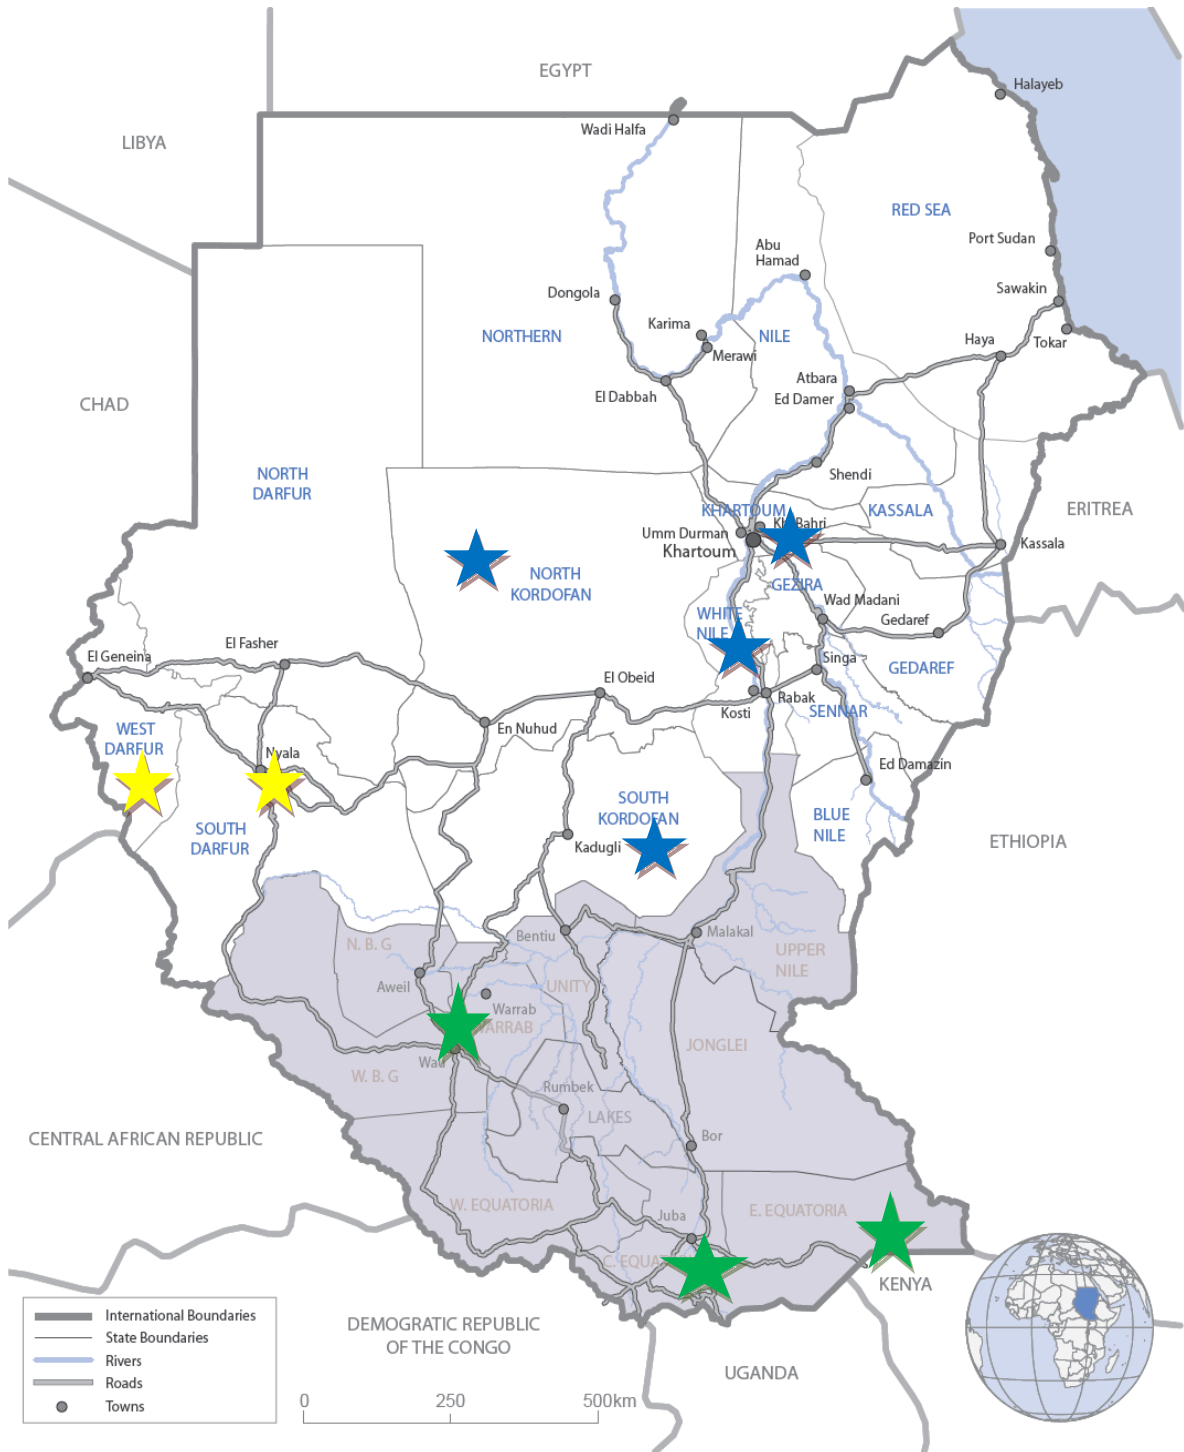 EGYPT
Halayeb
Wadi Halfa
LIBYA
RED SEA
Port Sudan
Abu
Hamad
Sawakin
Dongola
Karima
NORTHERN
NILE
Haya
Tokar
Merawi
Atbara
El Dabbah
Ed Damer
CHAD
NORTH
DARFUR
Shendi
KHARTOUM
KASSALA
ERITREA
Bahri
Umm Durman
Khartoum
Kassala
NORTH
KORDOFAN
GEZIRA
Wad Madani
WHITE
NILE
Gedaref
El Fasher
El Geneina
Singa
GEDAREF
El Obeid
Rabak
Kosti
SENNAR
En Nuhud
WEST
DARFUR
Nyala
Ed Damazin
SOUTH
KORDOFAN
BLUE
NILE
SOUTH
DARFUR
Kadugli
ETHIOPIA
N. B. G
Bentiu
Malakal
UPPER
NILE
Aweil
UNITY
Warrab
WARRAB
JONGLEI
Wau
W. B. G
Rumbek
LAKES
CENTRAL AFRICAN REPUBLIC
Bor
W. EQUATORIA
E. EQUATORIA
Juba
C. EQUATORIA
KENYA
International Boundaries
State Boundaries
Rivers
Roads
Towns
DEMOGRATIC REPUBLIC
OF THE CONGO
UGANDA
0 250 500km